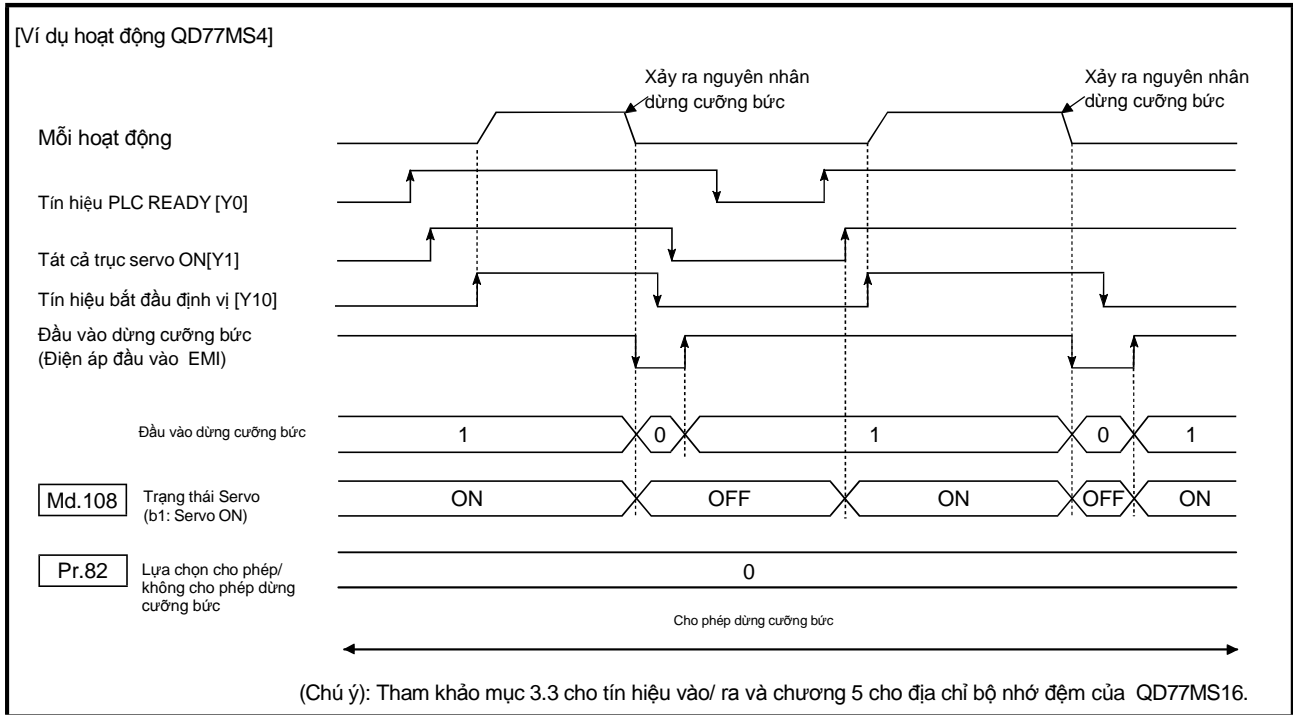 [Ví dụ hoạt động QD77MS4]
Xảy ra nguyên nhân
dừng cưỡng bức
Xảy ra nguyên nhân
dừng cưỡng bức
Mỗi hoạt động
Tín hiệu PLC READY [Y0]
Tát cả trục servo ON[Y1]
Tín hiệu bắt đầu định vị [Y10]
Đầu vào dừng cưỡng bức
(Điện áp đầu vào EMI)
Đầu vào dừng cưỡng bức
1 0 1 0 1
Md.108
Trạng thái Servo
(b1: Servo ON)
ON OFF ON OFF ON
Pr.82
Lựa chọn cho phép/
không cho phép dừng
cưỡng bức
0
Cho phép dừng cưỡng bức
(Chú ý): Tham khảo mục 3.3 cho tín hiệu vào/ ra và chương 5 cho địa chỉ bộ nhớ đệm của QD77MS16.